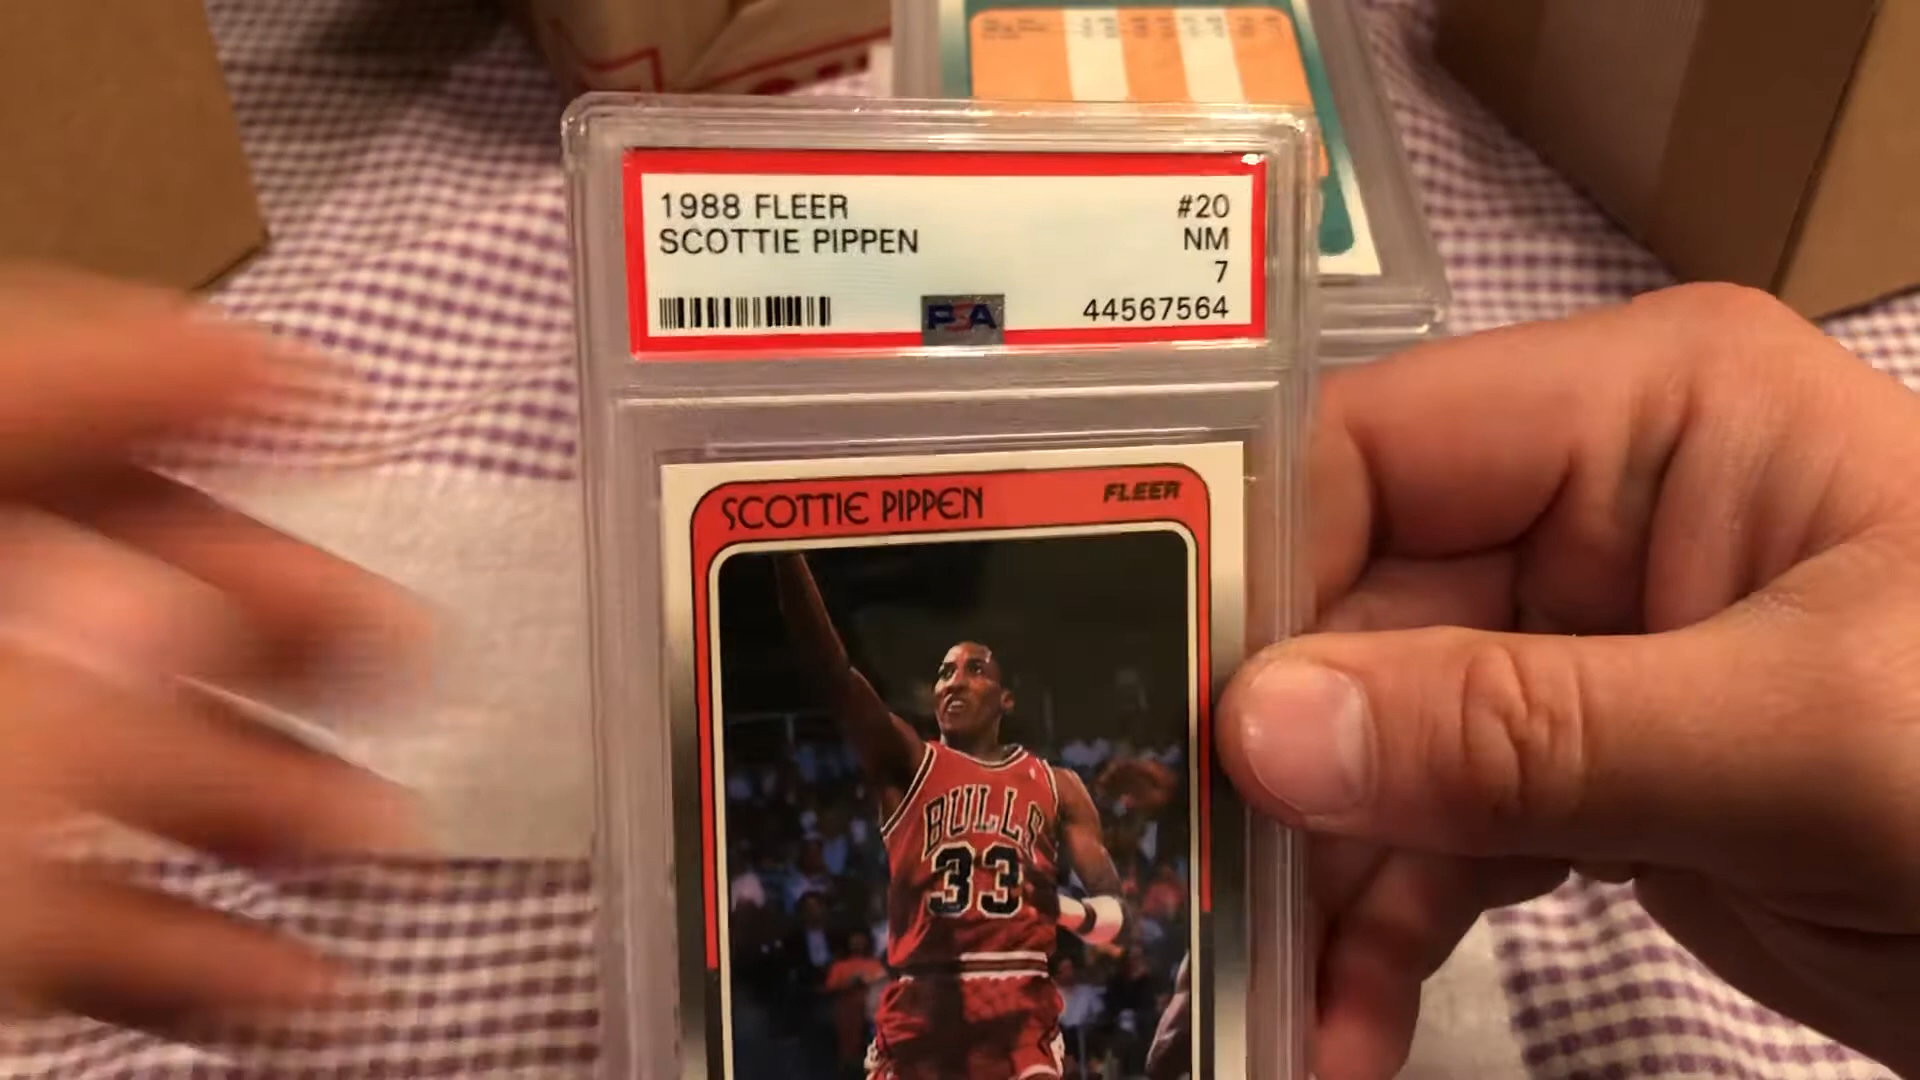 1988 FLEER #20
SCOTTIE PIPPEN NM
7
PSA 44567564
SCOTTIE PIPPEN FLEER
BULLS
33